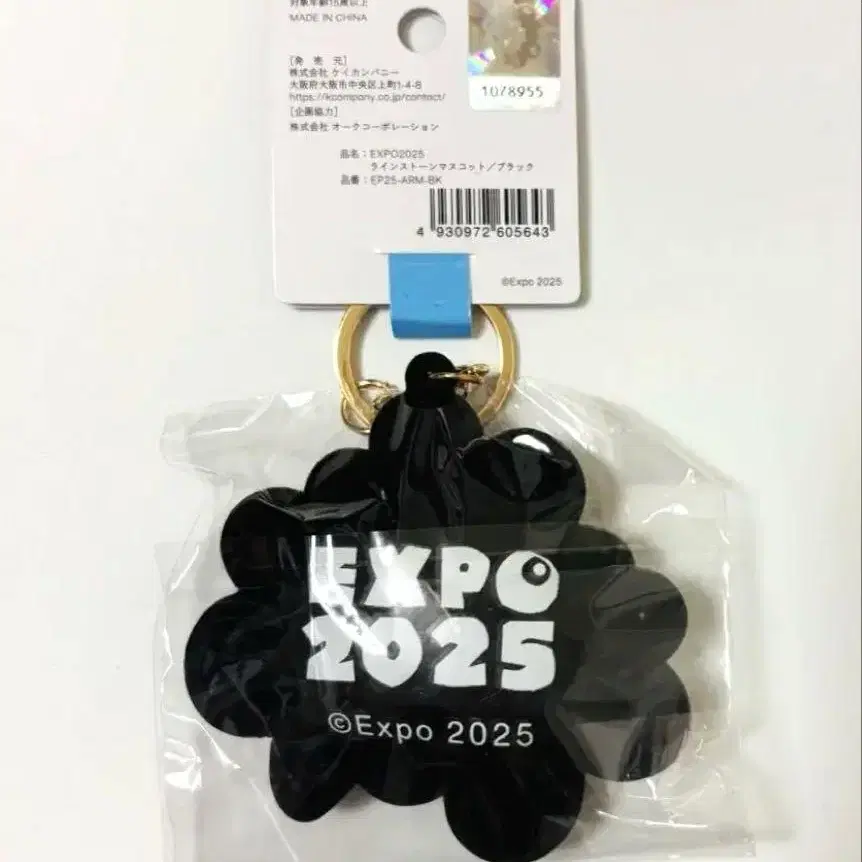 対象年齢15歳以上
MADE IN CHINA
[発　売　元]
株式会社 ケイカンパニー
大阪府大阪市中央区上町1-4-8
https://kcompany.co.jp/contact/
[企画協力]
株式会社 オークコーポレーション
1078955
品名：EXPO2025
ラインストーンマスコット／ブラック
品番：EP25-ARM-BK
4 930972 605643
©Expo 2025
EXPO
2025
©Expo 2025